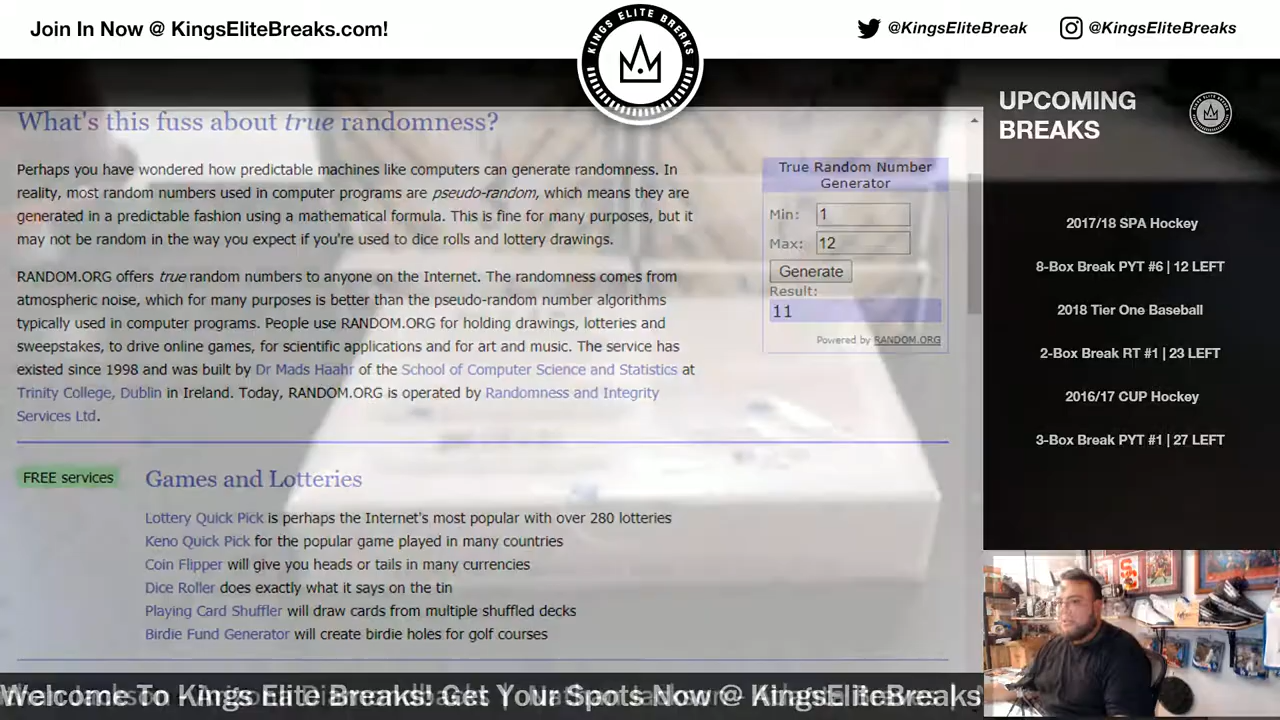 Join In Now @ KingsEliteBreaks.com!
KINGS ELITE BREAKS
@KingsEliteBreak
@KingsEliteBreaks
What's this fuss about true randomness?
Perhaps you have wondered how predictable machines like computers can generate randomness. In
reality, most random numbers used in computer programs are pseudo-random, which means they are
generated in a predictable fashion using a mathematical formula. This is fine for many purposes, but it
may not be random in the way you expect if you're used to dice rolls and lottery drawings.
RANDOM.ORG offers true random numbers to anyone on the Internet. The randomness comes from
atmospheric noise, which for many purposes is better than the pseudo-random number algorithms
typically used in computer programs. People use RANDOM.ORG for holding drawings, lotteries and
sweepstakes, to drive online games, for scientific applications and for art and music. The service has
existed since 1998 and was built by Dr Mads Haahr of the School of Computer Science and Statistics at
Trinity College, Dublin in Ireland. Today, RANDOM.ORG is operated by Randomness and Integrity
Services Ltd.
True Random Number
Generator
Min: 1
Max: 12
Generate
Result:
11
Powered by RANDOM.ORG
FREE services
Games and Lotteries
Lottery Quick Pick is perhaps the Internet's most popular with over 280 lotteries
Keno Quick Pick for the popular game played in many countries
Coin Flipper will give you heads or tails in many currencies
Dice Roller does exactly what it says on the tin
Playing Card Shuffler will draw cards from multiple shuffled decks
Birdie Fund Generator will create birdie holes for golf courses
UPCOMING
BREAKS
2017/18 SPA Hockey
8-Box Break PYT #6 | 12 LEFT
2018 Tier One Baseball
2-Box Break RT #1 | 23 LEFT
2016/17 CUP Hockey
3-Box Break PYT #1 | 27 LEFT
Welcome To Kings Elite Breaks! Get Your Spots Now @ KingsEliteBreaks